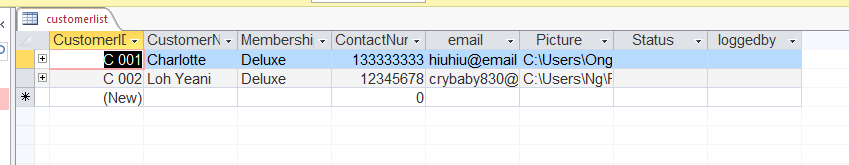 customerlist
CustomerID CustomerN Membershi ContactNur email Picture Status loggedby
C 001 Charlotte Deluxe 133333333 hiuhiu@email C:\Users\Ong
C 002 Loh Yeani Deluxe 12345678 crybaby830@ C:\Users\Ng\F
(New) 0